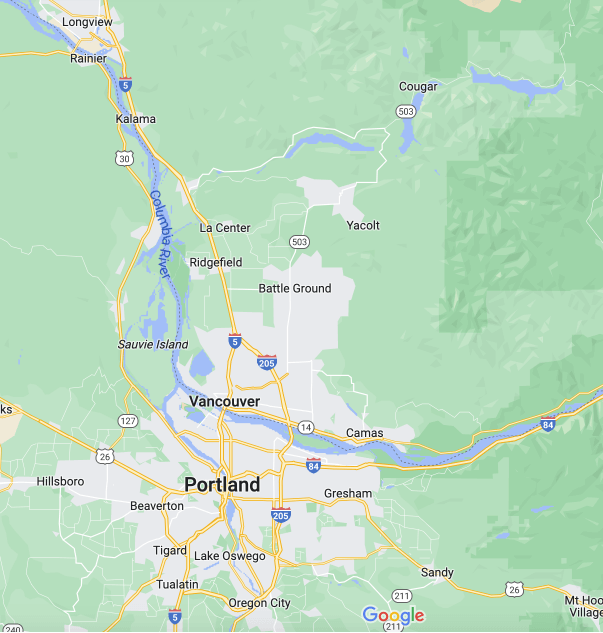 Longview
Rainier
5
Cougar
503
Kalama
30
Columbia River
La Center
Yacolt
503
Ridgefield
Battle Ground
Sauvie Island
5
205
Vancouver
ks
127
14
Camas
84
26
84
Hillsboro
Portland
Gresham
Beaverton
205
Tigard
Lake Oswego
Sandy
Tualatin
26
211
Oregon City
Mt Hoo
Village
5
Google
240
211